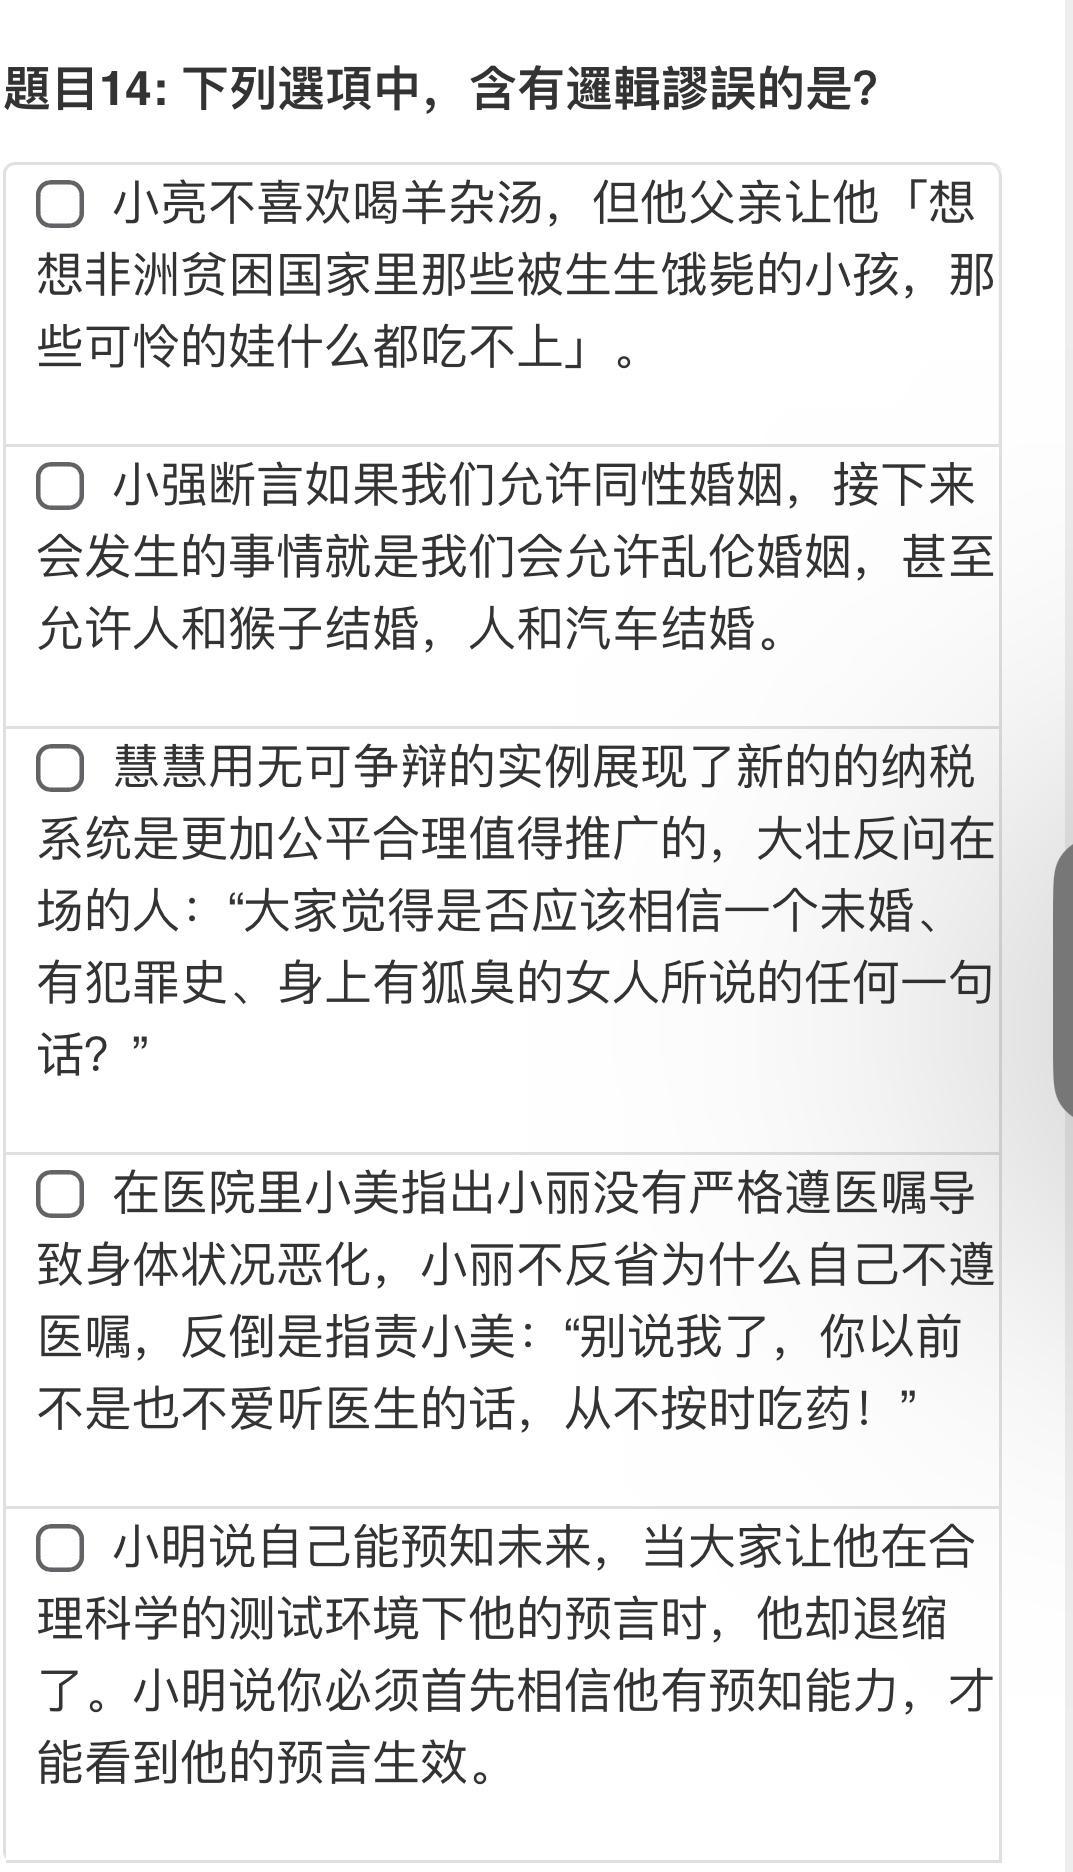 題目14: 下列選項中，含有邏輯謬誤的是?
小亮不喜欢喝羊杂汤，但他父亲让他「想
想非洲贫困国家里那些被生生饿毙的小孩，那
些可怜的娃什么都吃不上」。
小强断言如果我们允许同性婚姻，接下来
会发生的事情就是我们会允许乱伦婚姻，甚至
允许人和猴子结婚，人和汽车结婚。
慧慧用无可争辩的实例展现了新的的纳税
系统是更加公平合理值得推广的，大壮反问在
场的人：“大家觉得是否应该相信一个未婚、
有犯罪史、身上有狐臭的女人所说的任何一句
话？”
在医院里小美指出小丽没有严格遵医嘱导
致身体状况恶化，小丽不反省为什么自己不遵
医嘱，反倒是指责小美：“别说我了，你以前
不是也不爱听医生的话，从不按时吃药！”
小明说自己能预知未来，当大家让他在合
理科学的测试环境下他的预言时，他却退缩
了。小明说你必须首先相信他有预知能力，才
能看到他的预言生效。